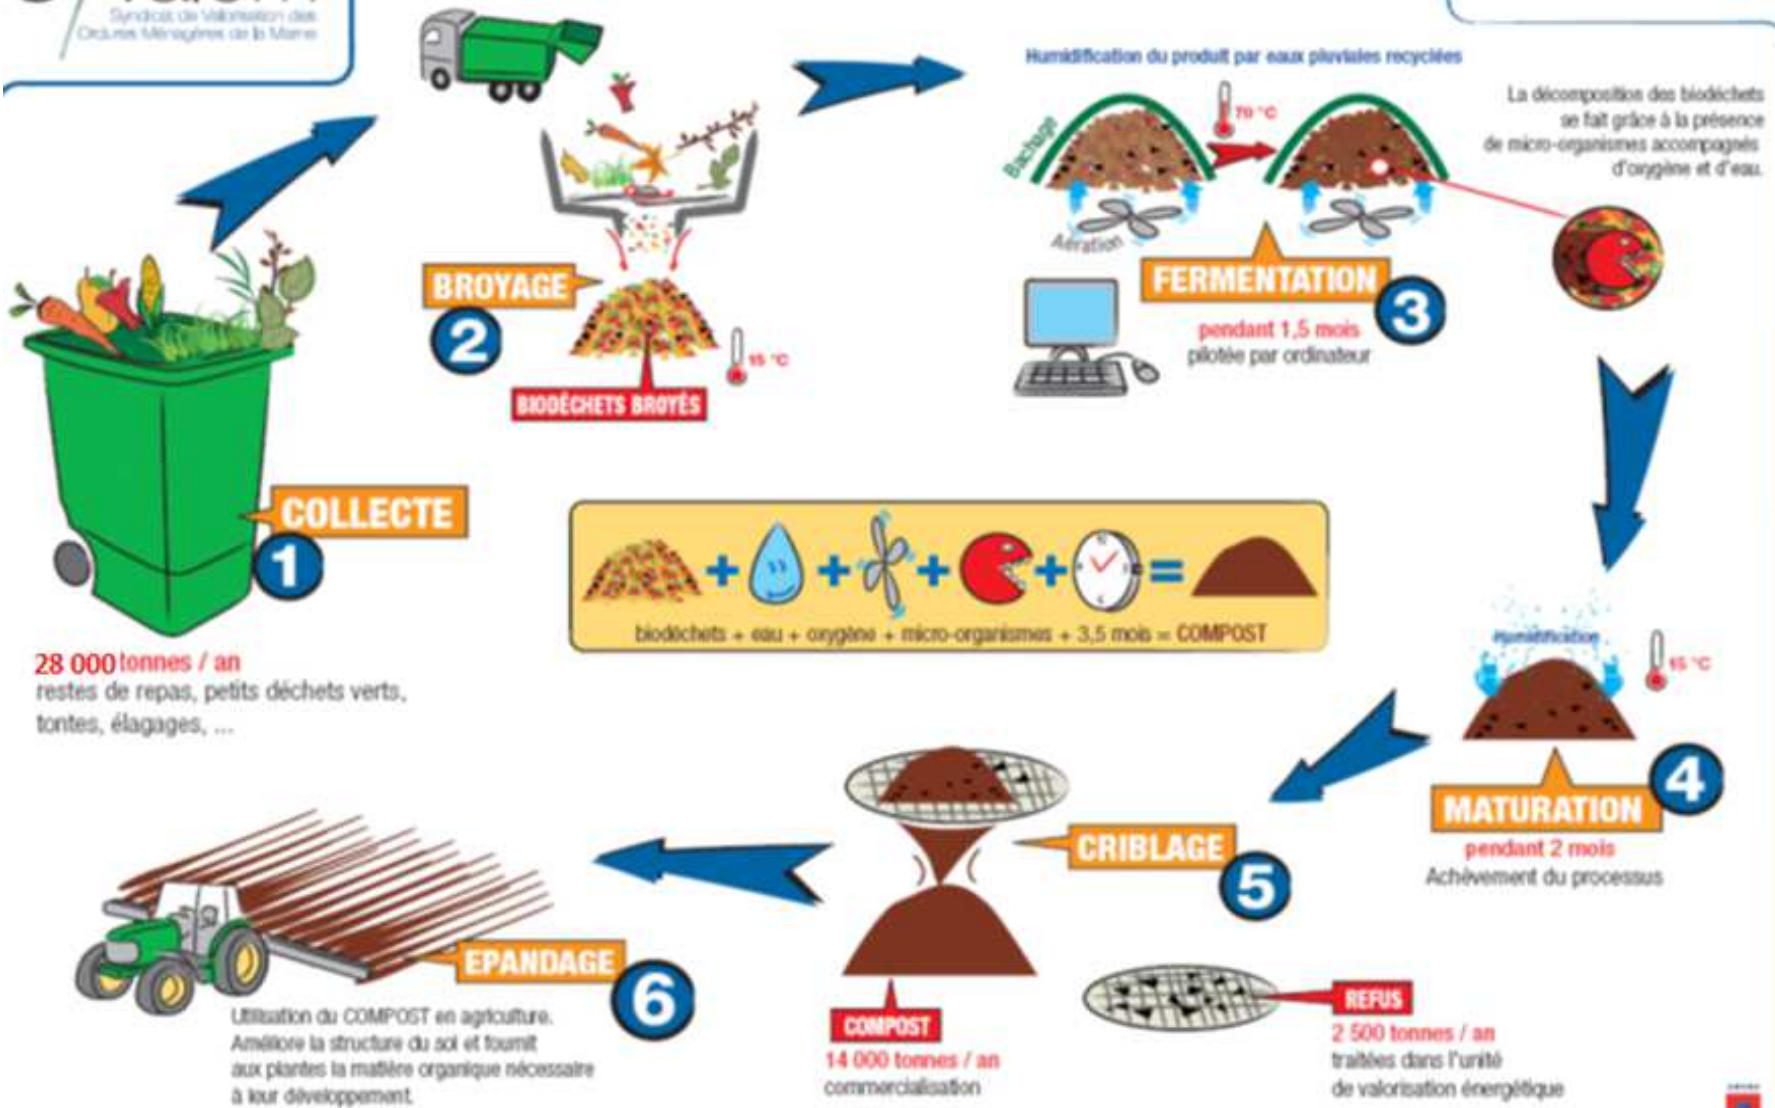 Syndicat de Valorisation des
Ordures Ménagères de la Marne
COLLECTE
1
28 000 tonnes / an
restes de repas, petits déchets verts,
tontes, élagages, ...
BROYAGE
2
15 °C
BIODÉCHETS BROYÉS
Humidification du produit par eaux pluviales recyclées
Bachage
70 °C
Aération
La décomposition des biodéchets
se fait grâce à la présence
de micro-organismes accompagnés
d'oxygène et d'eau.
FERMENTATION
3
pendant 1,5 mois
pilotée par ordinateur
biodéchets + eau + oxygène + micro-organismes + 3,5 mois = COMPOST
Humidification
15 °C
MATURATION
4
pendant 2 mois
Achèvement du processus
CRIBLAGE
5
COMPOST
14 000 tonnes / an
commercialisation
REFUS
2 500 tonnes / an
traitées dans l'unité
de valorisation énergétique
EPANDAGE
6
Utilisation du COMPOST en agriculture.
Améliore la structure du sol et fournit
aux plantes la matière organique nécessaire
à leur développement.